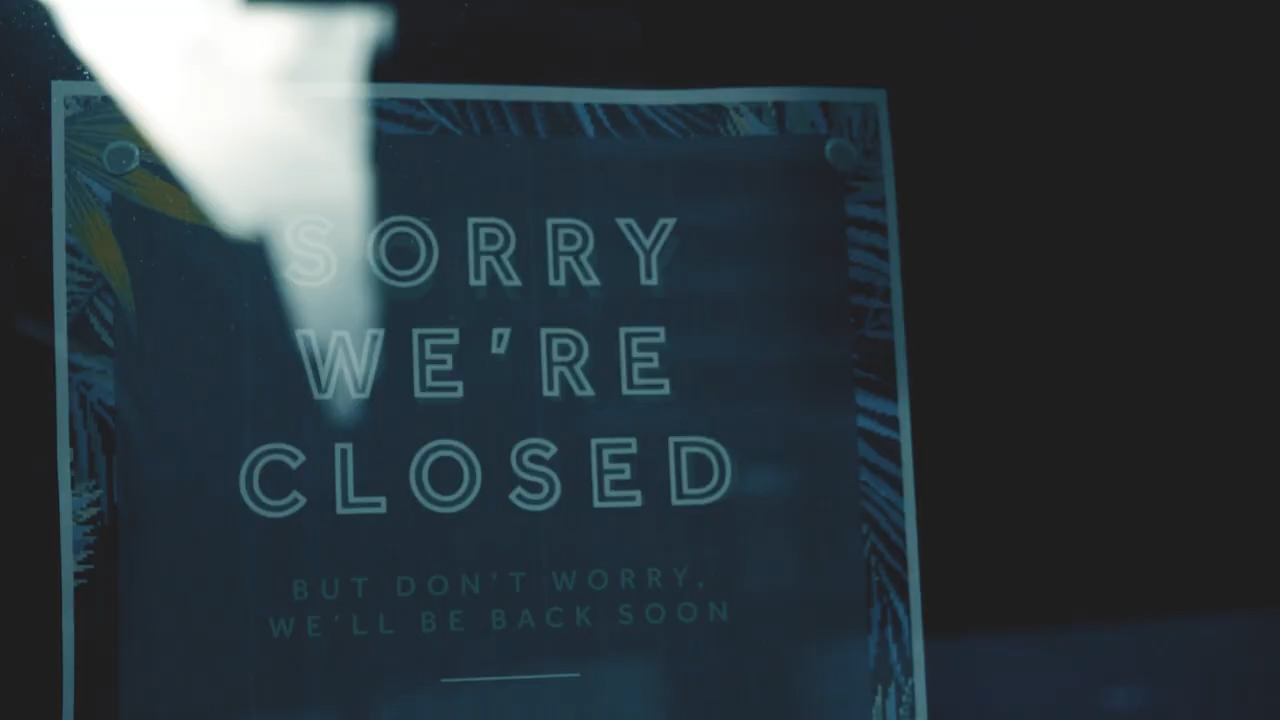 SORRY
WE'RE
CLOSED
BUT DON'T WORRY,
WE'LL BE BACK SOON